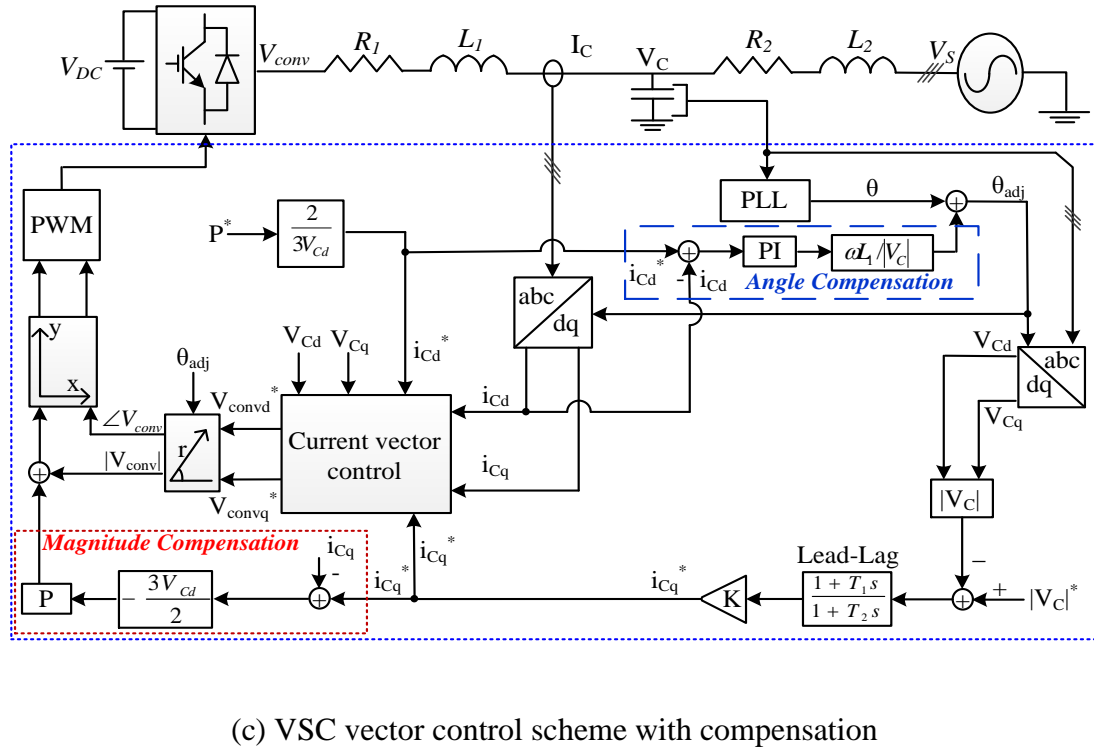 V_DC
V_conv
R_1
L_1
I_C
V_C
R_2
L_2
V_S
PWM
P^*
2
3V_Cd
PLL
θ
θ_adj
i_Cd^*
-
i_Cd
PI
ωL_1/|V_C|
Angle Compensation
abc
dq
y
x
θ_adj
V_Cd
V_Cq
i_Cd^*
V_Cd
abc
dq
V_Cq
∠V_conv
V_convd^*
r
|V_conv|
V_convq^*
Current vector
control
i_Cd
i_Cq
|V_C|
Magnitude Compensation
i_Cq
-
i_Cq^*
i_Cq^*
P
− 3V_Cd
2
i_Cq^*
K
Lead-Lag
1 + T_1 s
1 + T_2 s
−
+
|V_C|^*
(c) VSC vector control scheme with compensation